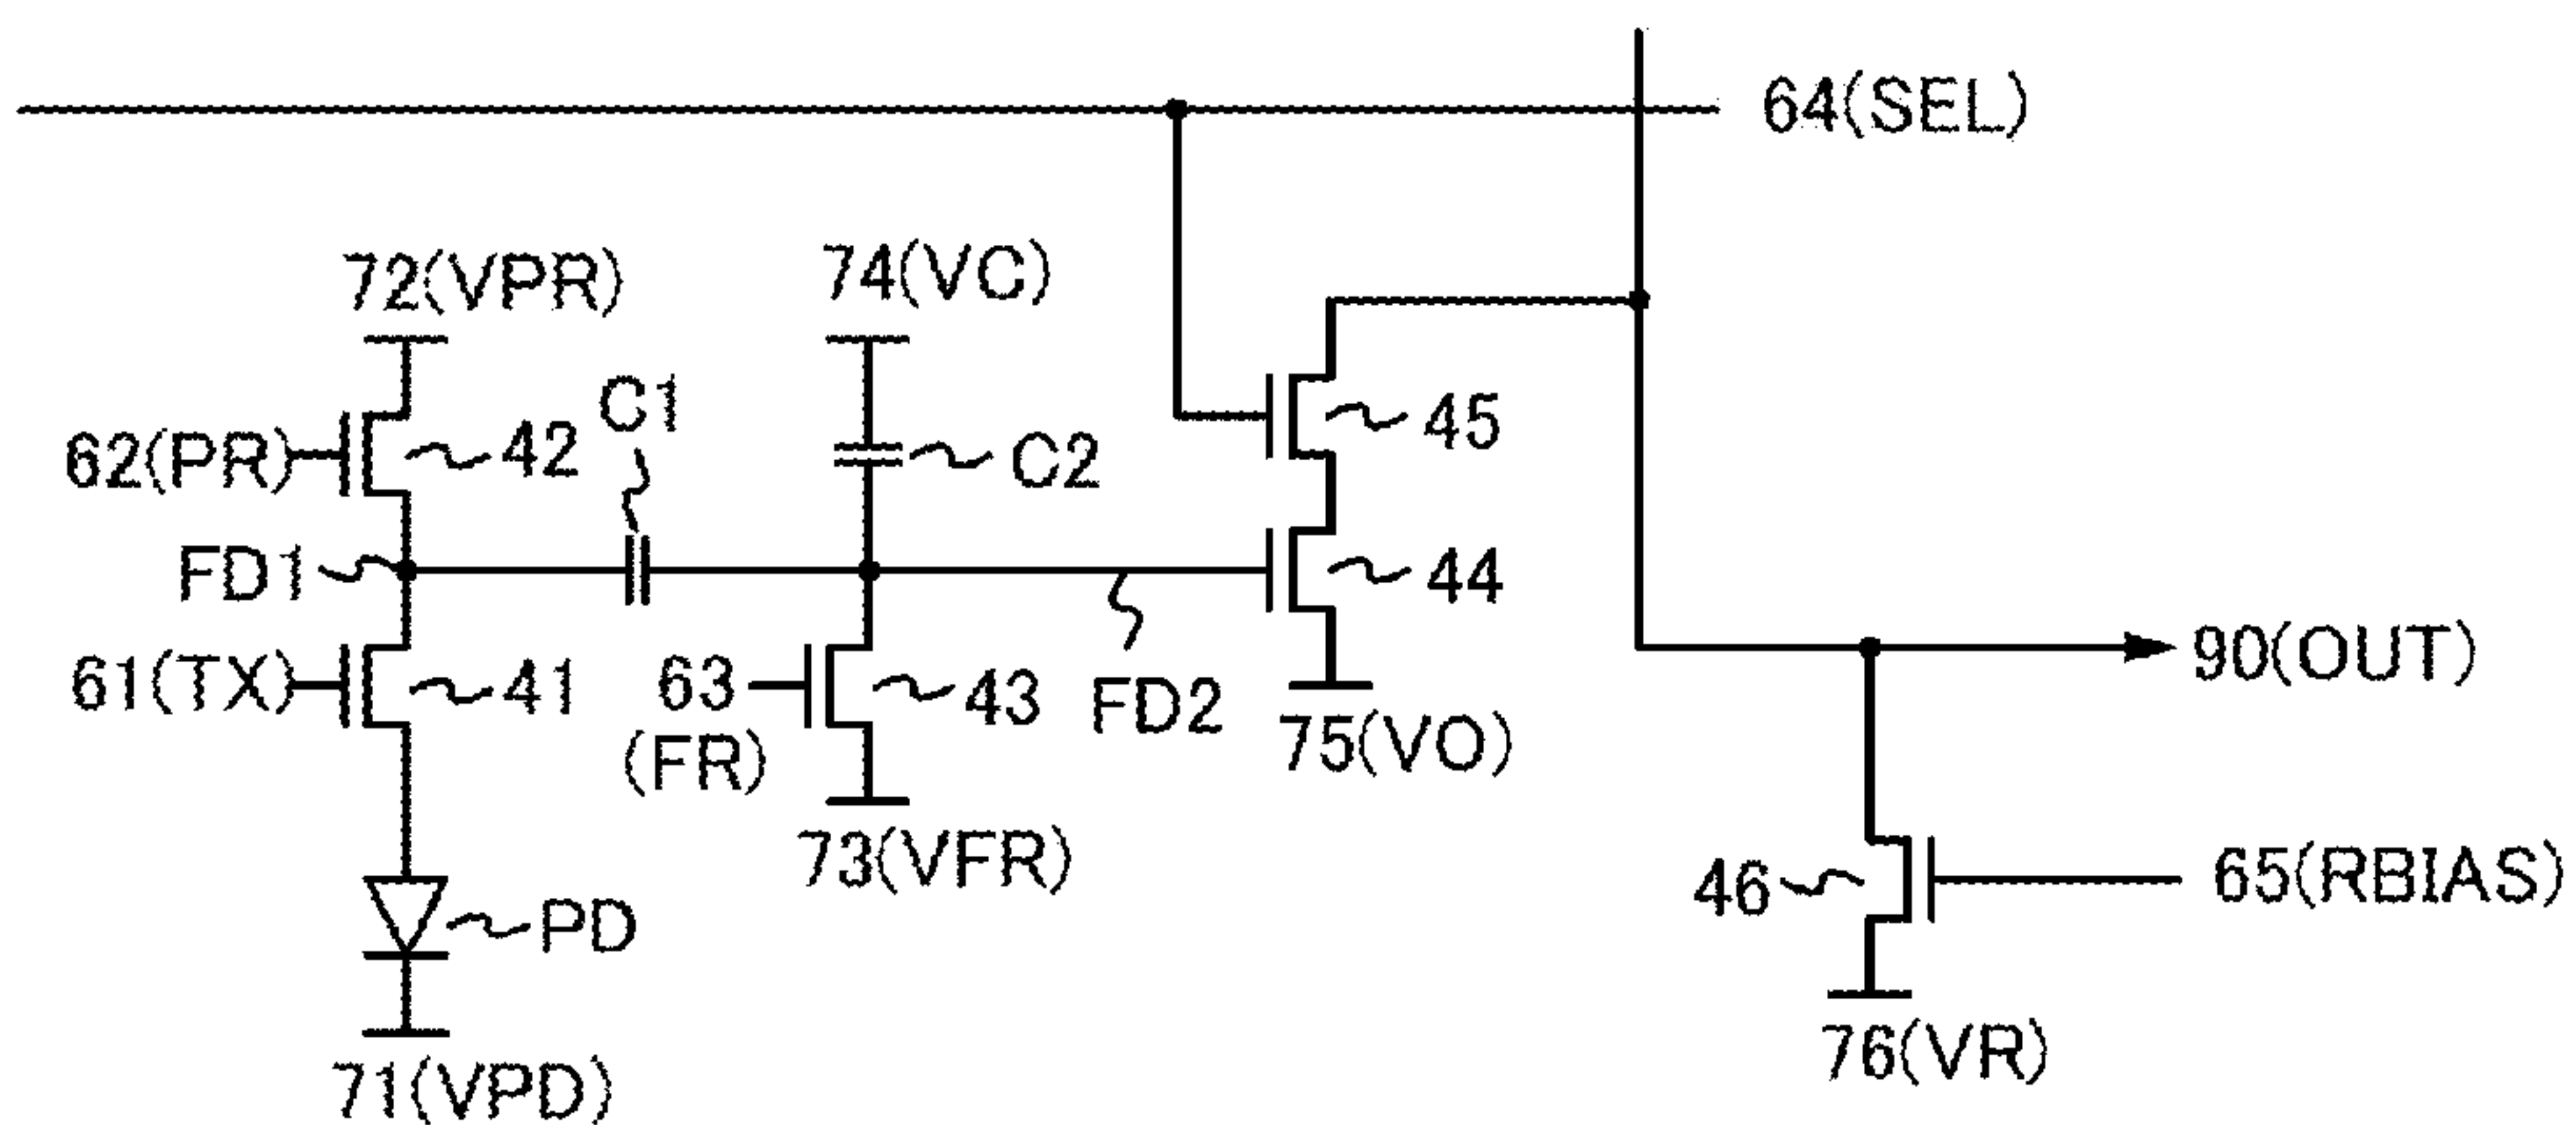 64(SEL)
72(VPR)
74(VC)
C1
62(PR)
42
C2
45
FD1
44
61(TX)
41
63
(FR)
43
FD2
75(VO)
90(OUT)
73(VFR)
PD
46
65(RBIAS)
71(VPD)
76(VR)